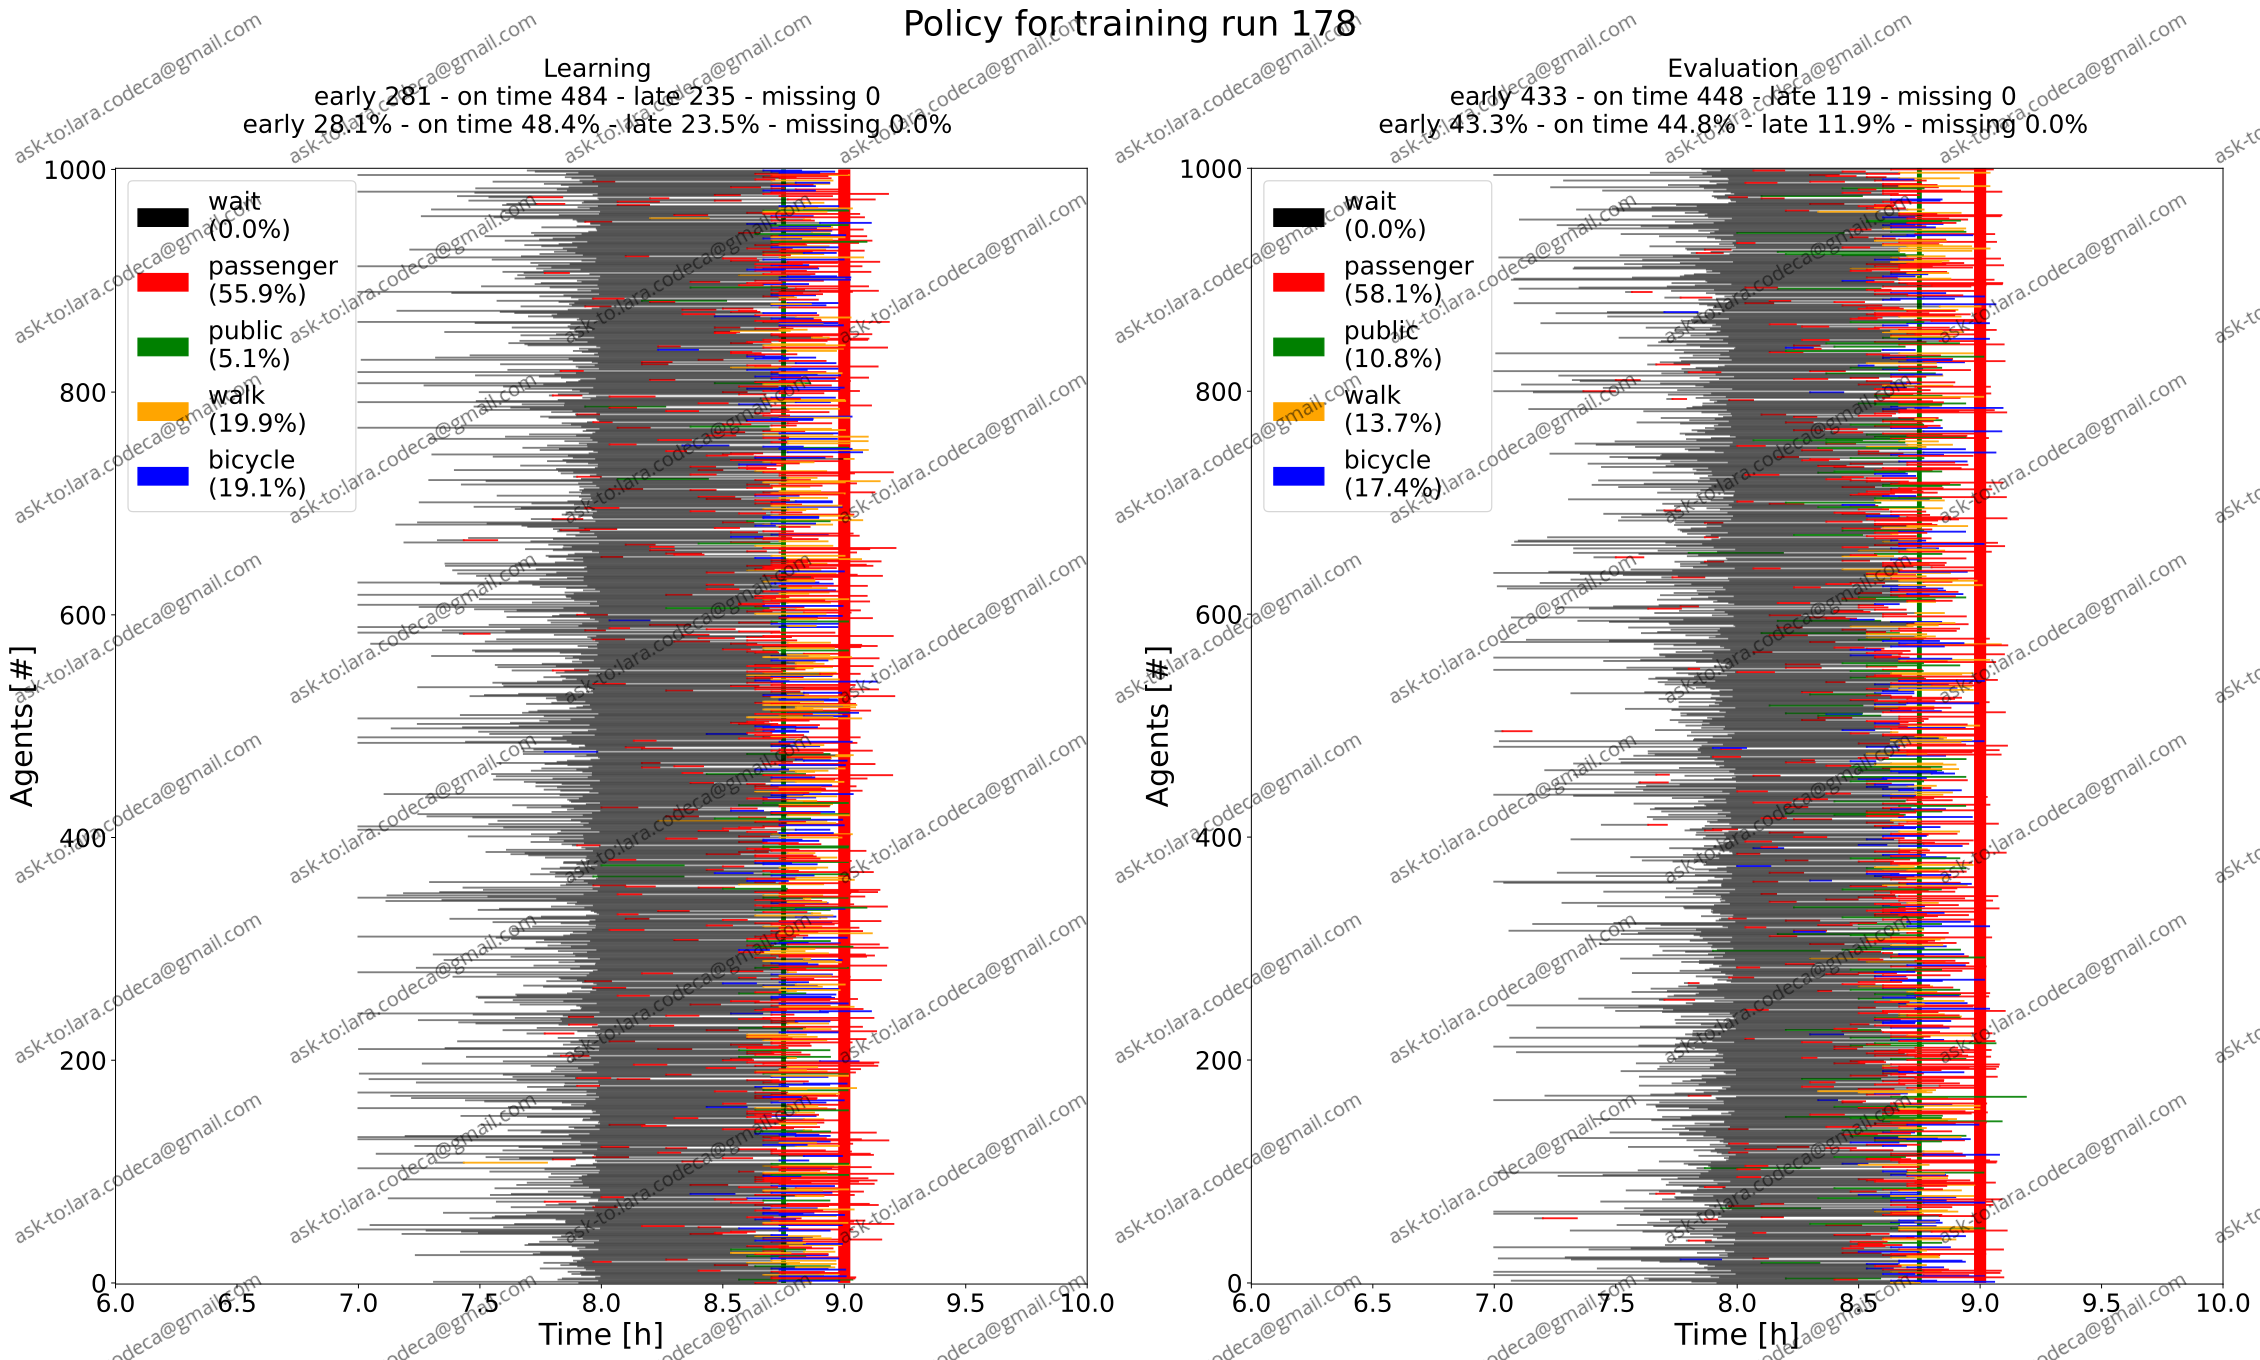 Policy for training run 178
Learning
early 281 - on time 484 - late 235 - missing 0
early 28.1% - on time 48.4% - late 23.5% - missing 0.0%
1000
800
600
400
200
0
Agents [#]
wait
(0.0%)
passenger
(55.9%)
public
(5.1%)
walk
(19.9%)
bicycle
(19.1%)
6.0 6.5 7.0 7.5 8.0 8.5 9.0 9.5 10.0
Time [h]
Evaluation
early 433 - on time 448 - late 119 - missing 0
early 43.3% - on time 44.8% - late 11.9% - missing 0.0%
1000
800
600
400
200
0
Agents [#]
wait
(0.0%)
passenger
(58.1%)
public
(10.8%)
walk
(13.7%)
bicycle
(17.4%)
6.0 6.5 7.0 7.5 8.0 8.5 9.0 9.5 10.0
Time [h]
ask-to:lara.codeca@gmail.com